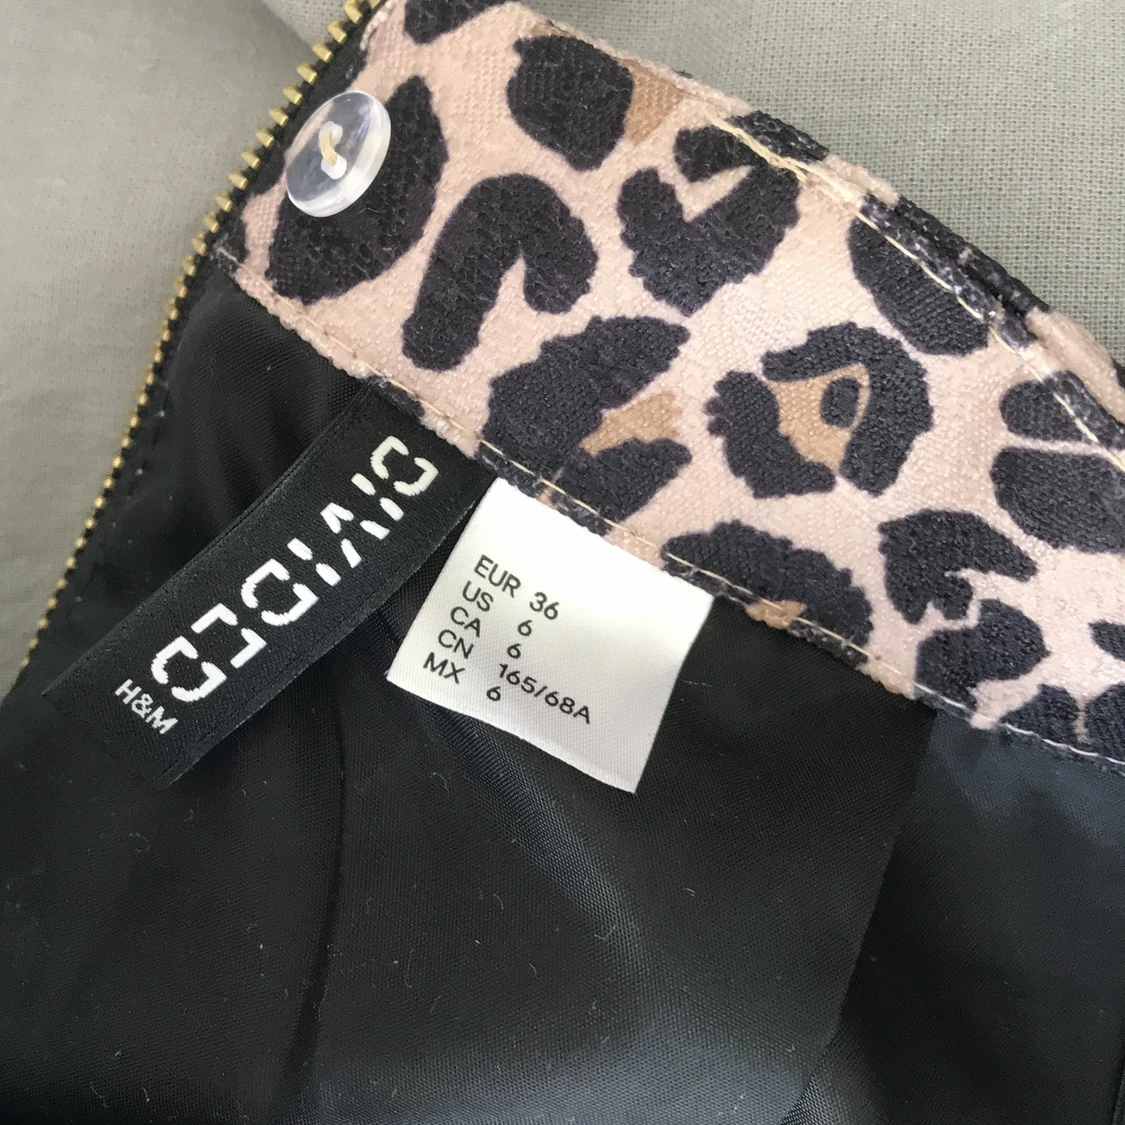 DIVIDED
H&M
EUR 36
US 6
CA 6
CN 165/68A
MX 6